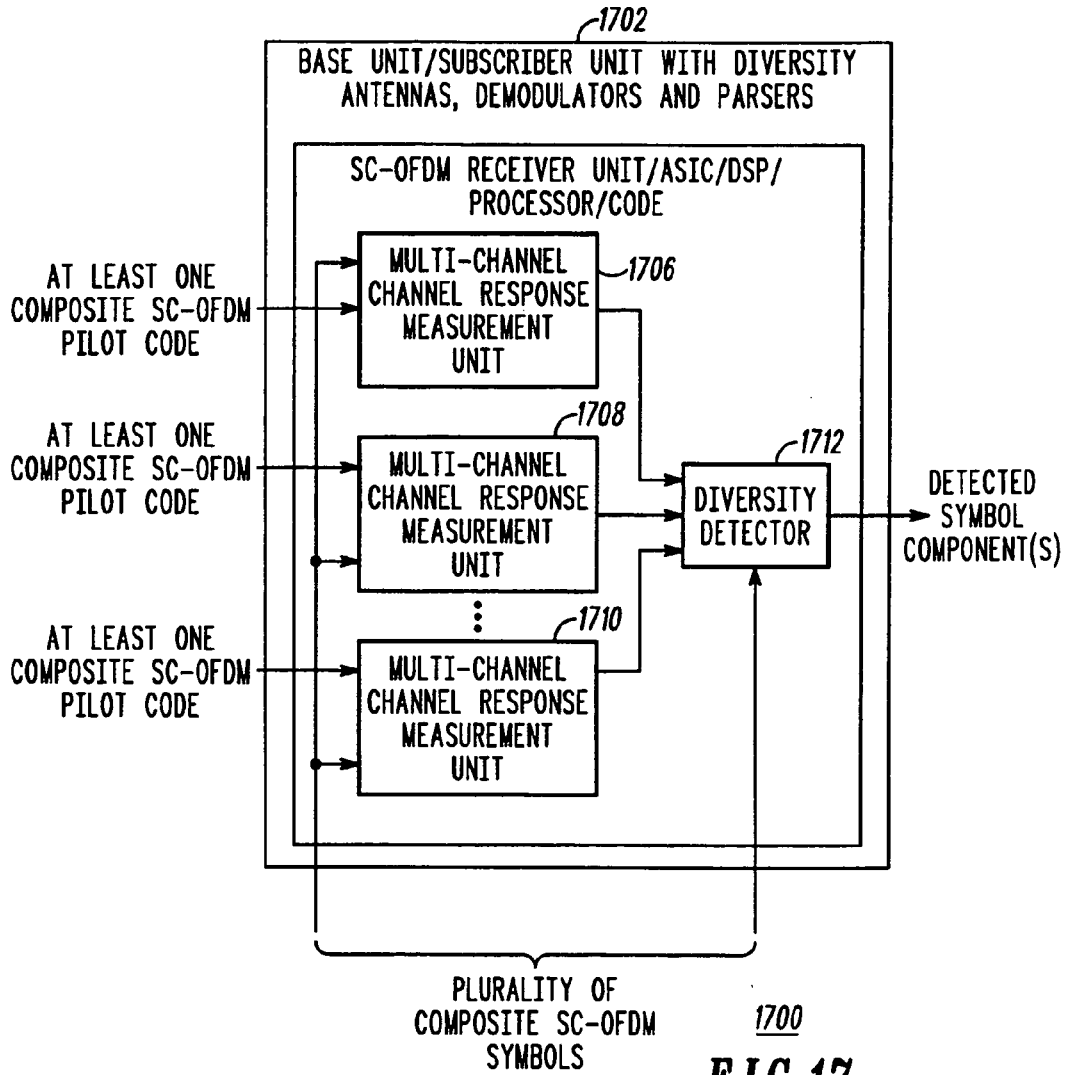 1702
BASE UNIT/SUBSCRIBER UNIT WITH DIVERSITY
ANTENNAS, DEMODULATORS AND PARSERS
SC-OFDM RECEIVER UNIT/ASIC/DSP/
PROCESSOR/CODE
AT LEAST ONE
COMPOSITE SC-OFDM
PILOT CODE
MULTI-CHANNEL
CHANNEL RESPONSE
MEASUREMENT
UNIT
1706
AT LEAST ONE
COMPOSITE SC-OFDM
PILOT CODE
1708
MULTI-CHANNEL
CHANNEL RESPONSE
MEASUREMENT
UNIT
1712
DIVERSITY
DETECTOR
DETECTED
SYMBOL
COMPONENT(S)
AT LEAST ONE
COMPOSITE SC-OFDM
PILOT CODE
1710
MULTI-CHANNEL
CHANNEL RESPONSE
MEASUREMENT
UNIT
PLURALITY OF
COMPOSITE SC-OFDM
SYMBOLS
1700
FIG.17